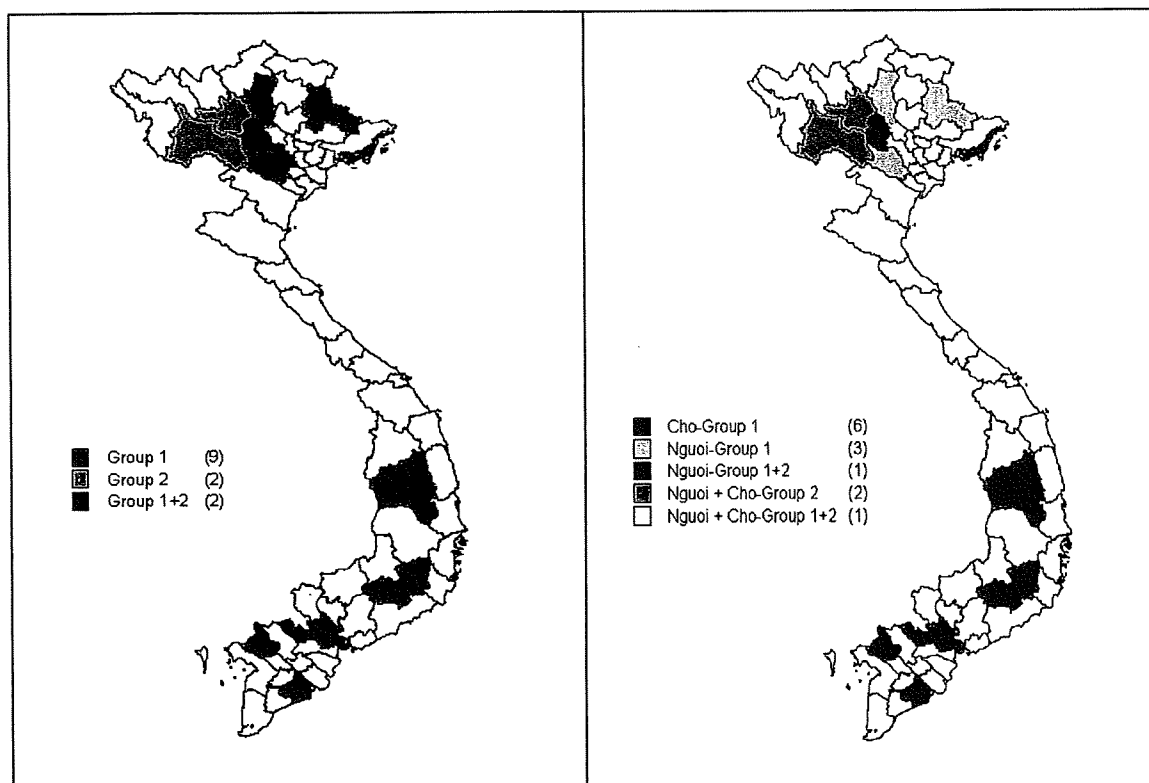 Group 1 (9)
Group 2 (2)
Group 1+2 (2)
Cho-Group 1 (6)
Nguoi-Group 1 (3)
Nguoi-Group 1+2 (1)
Nguoi + Cho-Group 2 (2)
Nguoi + Cho-Group 1+2 (1)